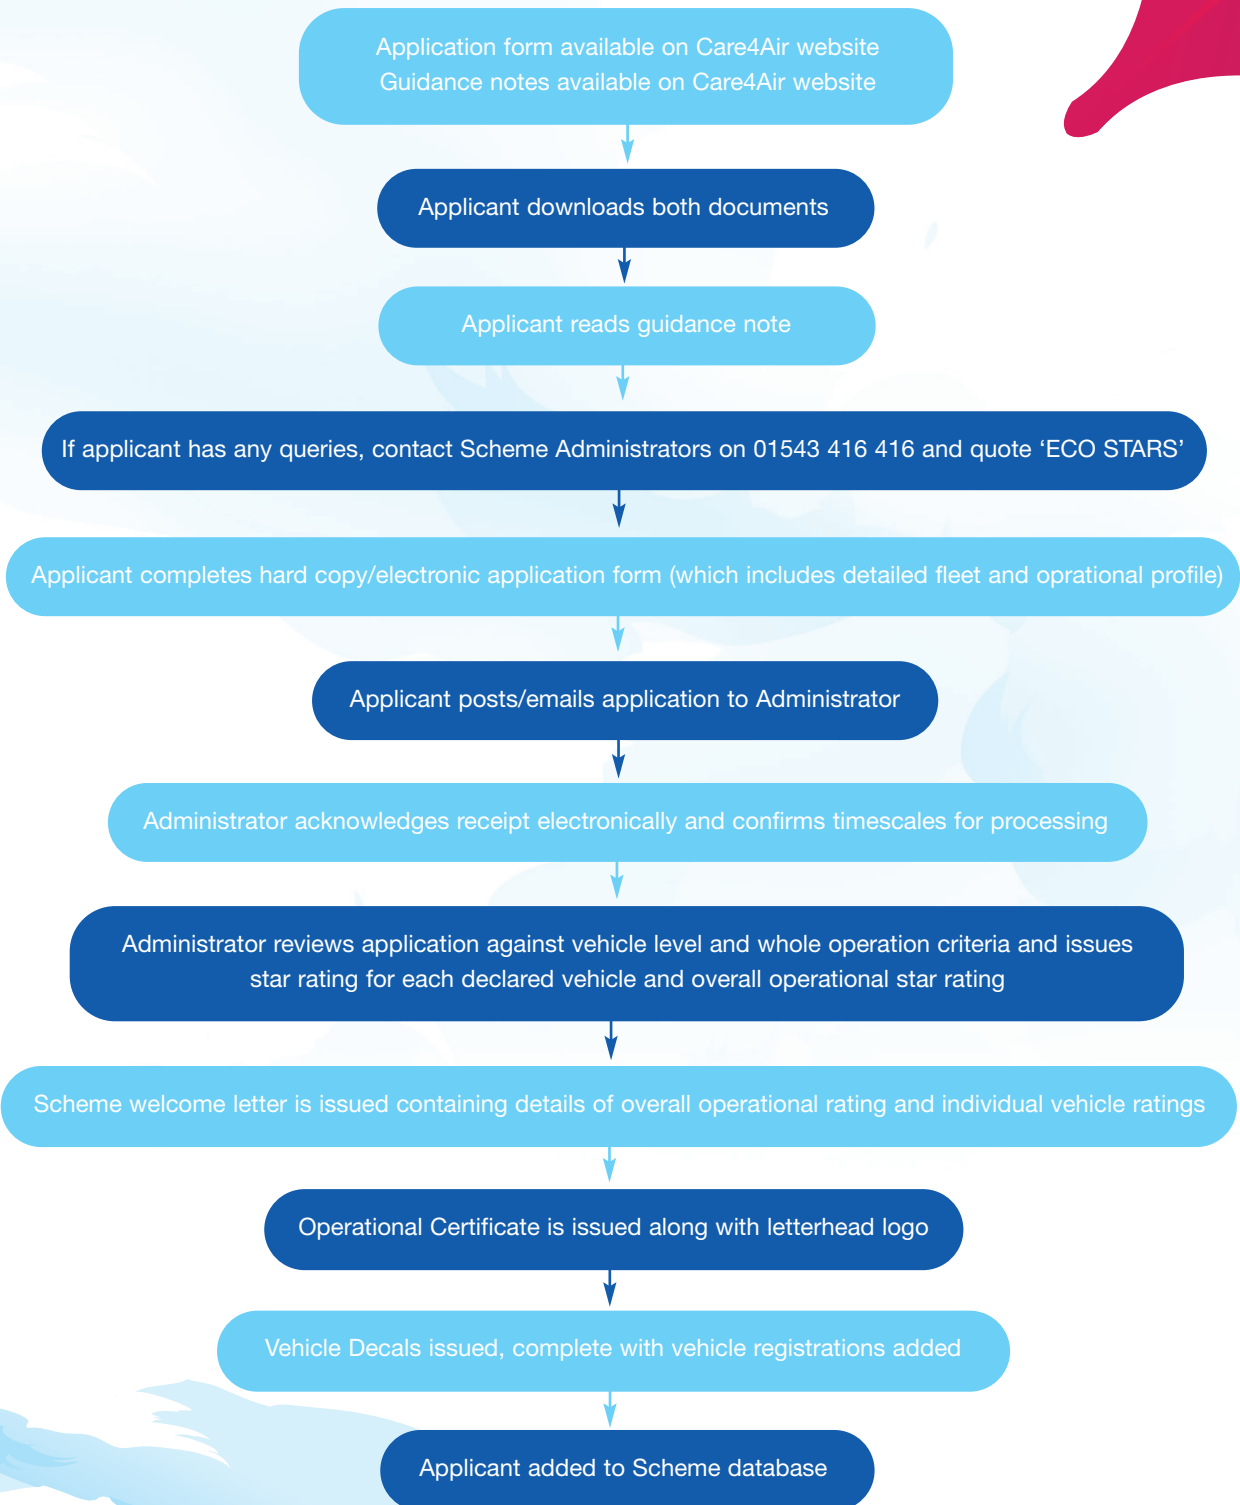 Application form available on Care4Air website
Guidance notes available on Care4Air website
Applicant downloads both documents
Applicant reads guidance note
If applicant has any queries, contact Scheme Administrators on 01543 416 416 and quote ‘ECO STARS’
Applicant completes hard copy/electronic application form (which includes detailed fleet and oprational profile)
Applicant posts/emails application to Administrator
Administrator acknowledges receipt electronically and confirms timescales for processing
Administrator reviews application against vehicle level and whole operation criteria and issues
star rating for each declared vehicle and overall operational star rating
Scheme welcome letter is issued containing details of overall operational rating and individual vehicle ratings
Operational Certificate is issued along with letterhead logo
Vehicle Decals issued, complete with vehicle registrations added
Applicant added to Scheme database